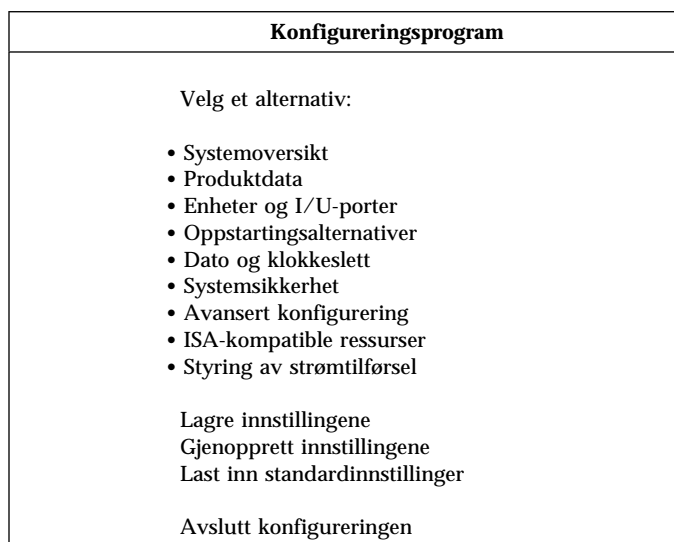 Konfigureringsprogram
Velg et alternativ:
• Systemoversikt
• Produktdata
• Enheter og I/U-porter
• Oppstartingsalternativer
• Dato og klokkeslett
• Systemsikkerhet
• Avansert konfigurering
• ISA-kompatible ressurser
• Styring av strømtilførsel
Lagre innstillingene
Gjenopprett innstillingene
Last inn standardinnstillinger
Avslutt konfigureringen